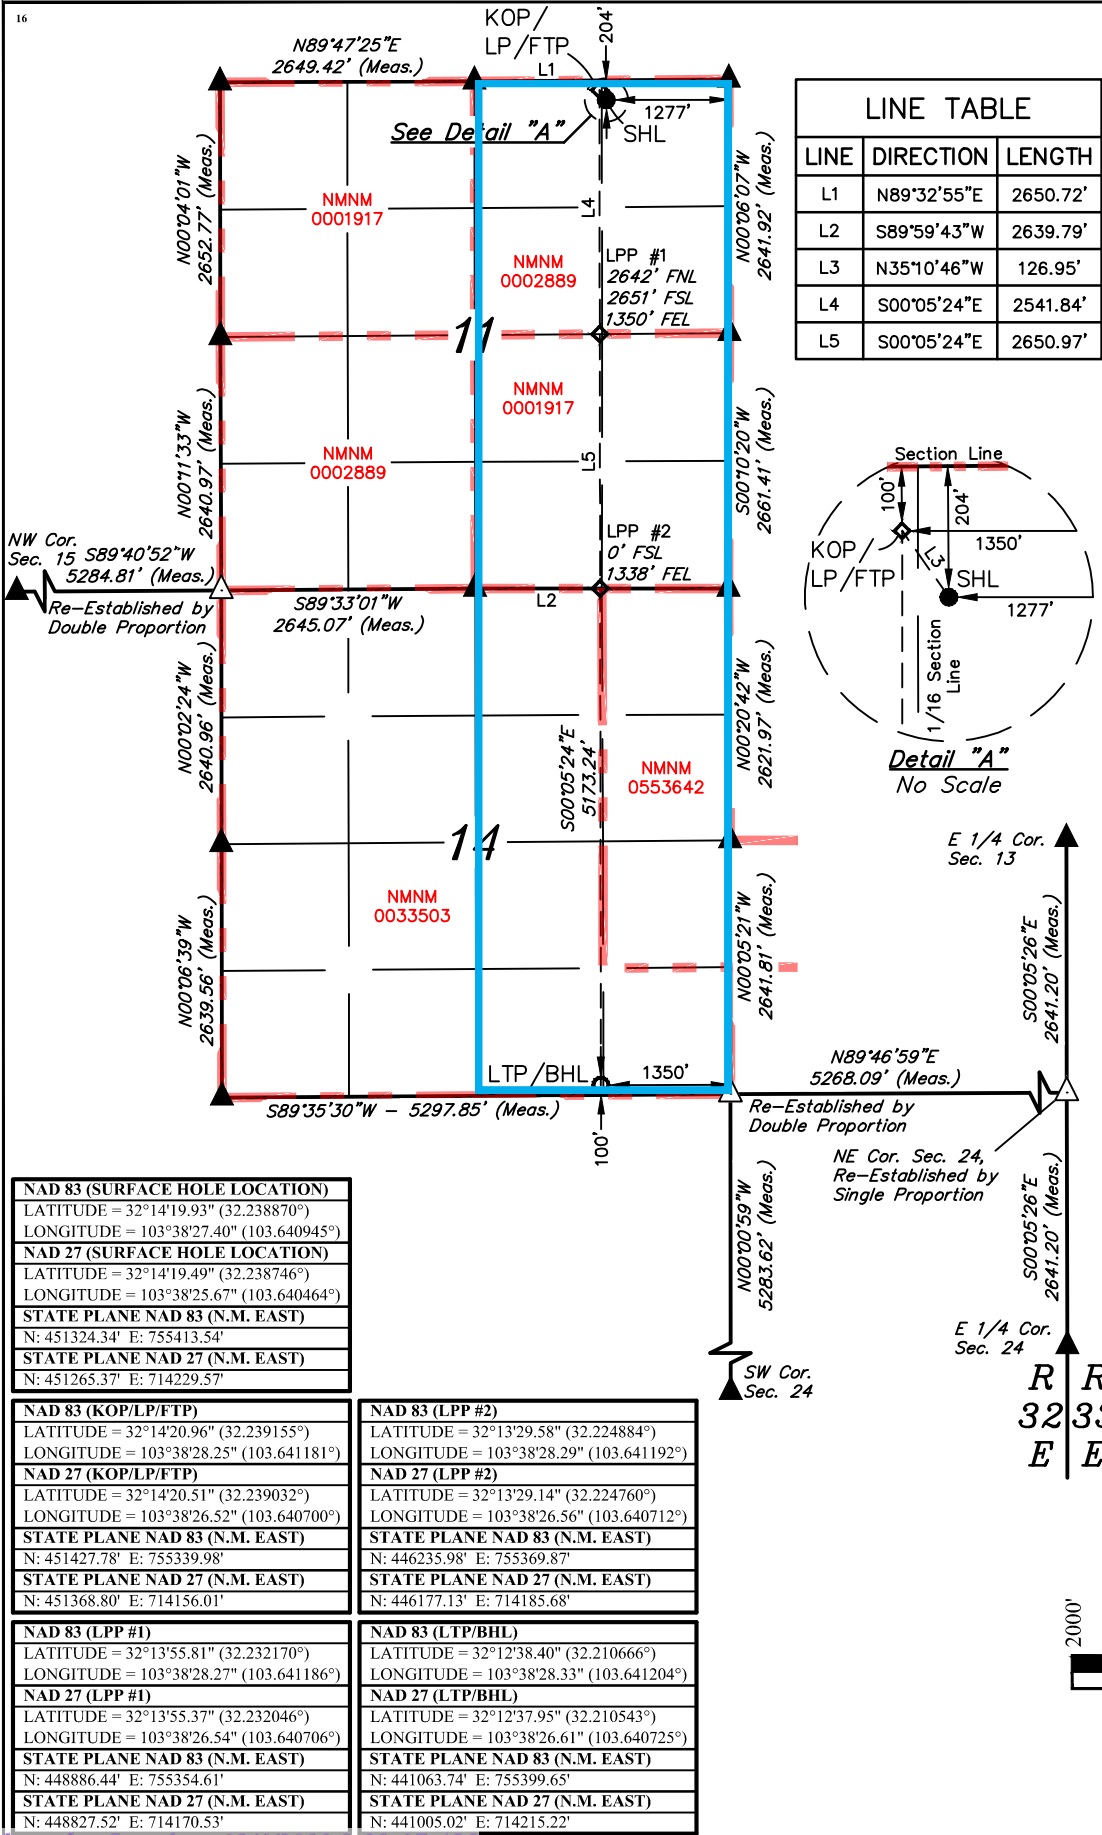 16
KOP/
LP/FTP
204'
N89°47'25"E
2649.42' (Meas.)
L1
1277'
SHL
See Detail "A"
N00°04'01"W
2652.77' (Meas.)
N00°06'07"W
2641.92' (Meas.)
NMNM
0001917
L4
NMNM
0002889
LPP #1
2642' FNL
2651' FSL
1350' FEL
11
NMNM
0001917
NMNM
0002889
L5
N00°11'33"W
2640.97' (Meas.)
S00°10'20"W
2661.41' (Meas.)
LPP #2
0' FSL
1338' FEL
NW Cor.
Sec. 15
S89°40'52"W
5284.81' (Meas.)
Re-Established by
Double Proportion
S89°33'01"W
2645.07' (Meas.)
L2
N00°02'24"W
2640.96' (Meas.)
S00°05'24"E
5173.24'
N00°20'42"W
2621.97' (Meas.)
NMNM
0553642
14
NMNM
0033503
N00°06'39"W
2639.56' (Meas.)
N00°05'21"W
2641.81' (Meas.)
LTP/BHL
1350'
S89°35'30"W - 5297.85' (Meas.)
100'
LINE TABLE
LINE DIRECTION LENGTH
L1 N89°32'55"E 2650.72'
L2 S89°59'43"W 2639.79'
L3 N35°10'46"W 126.95'
L4 S00°05'24"E 2541.84'
L5 S00°05'24"E 2650.97'
Section Line
100'
204'
KOP/
LP/FTP
1350'
L3
SHL
1277'
1/16 Section
Line
Detail "A"
No Scale
E 1/4 Cor.
Sec. 13
S00°05'26"E
2641.20' (Meas.)
N89°46'59"E
5268.09' (Meas.)
Re-Established by
Double Proportion
NE Cor. Sec. 24,
Re-Established by
Single Proportion
N00°00'59"W
5283.62' (Meas.)
S00°05'26"E
2641.20' (Meas.)
E 1/4 Cor.
Sec. 24
SW Cor.
Sec. 24
R R
32 33
E E
2000'
NAD 83 (SURFACE HOLE LOCATION)
LATITUDE = 32°14'19.93" (32.238870°)
LONGITUDE = 103°38'27.40" (103.640945°)
NAD 27 (SURFACE HOLE LOCATION)
LATITUDE = 32°14'19.49" (32.238746°)
LONGITUDE = 103°38'25.67" (103.640464°)
STATE PLANE NAD 83 (N.M. EAST)
N: 451324.34' E: 755413.54'
STATE PLANE NAD 27 (N.M. EAST)
N: 451265.37' E: 714229.57'
NAD 83 (KOP/LP/FTP)
LATITUDE = 32°14'20.96" (32.239155°)
LONGITUDE = 103°38'28.25" (103.641181°)
NAD 27 (KOP/LP/FTP)
LATITUDE = 32°14'20.51" (32.239032°)
LONGITUDE = 103°38'26.52" (103.640700°)
STATE PLANE NAD 83 (N.M. EAST)
N: 451427.78' E: 755339.98'
STATE PLANE NAD 27 (N.M. EAST)
N: 451368.80' E: 714156.01'
NAD 83 (LPP #2)
LATITUDE = 32°13'29.58" (32.224884°)
LONGITUDE = 103°38'28.29" (103.641192°)
NAD 27 (LPP #2)
LATITUDE = 32°13'29.14" (32.224760°)
LONGITUDE = 103°38'26.56" (103.640712°)
STATE PLANE NAD 83 (N.M. EAST)
N: 446235.98' E: 755369.87'
STATE PLANE NAD 27 (N.M. EAST)
N: 446177.13' E: 714185.68'
NAD 83 (LPP #1)
LATITUDE = 32°13'55.81" (32.232170°)
LONGITUDE = 103°38'28.27" (103.641186°)
NAD 27 (LPP #1)
LATITUDE = 32°13'55.37" (32.232046°)
LONGITUDE = 103°38'26.54" (103.640706°)
STATE PLANE NAD 83 (N.M. EAST)
N: 448886.44' E: 755354.61'
STATE PLANE NAD 27 (N.M. EAST)
N: 448827.52' E: 714170.53'
NAD 83 (LTP/BHL)
LATITUDE = 32°12'38.40" (32.210666°)
LONGITUDE = 103°38'28.33" (103.641204°)
NAD 27 (LTP/BHL)
LATITUDE = 32°12'37.95" (32.210543°)
LONGITUDE = 103°38'26.61" (103.640725°)
STATE PLANE NAD 83 (N.M. EAST)
N: 441063.74' E: 755399.65'
STATE PLANE NAD 27 (N.M. EAST)
N: 441005.02' E: 714215.22'